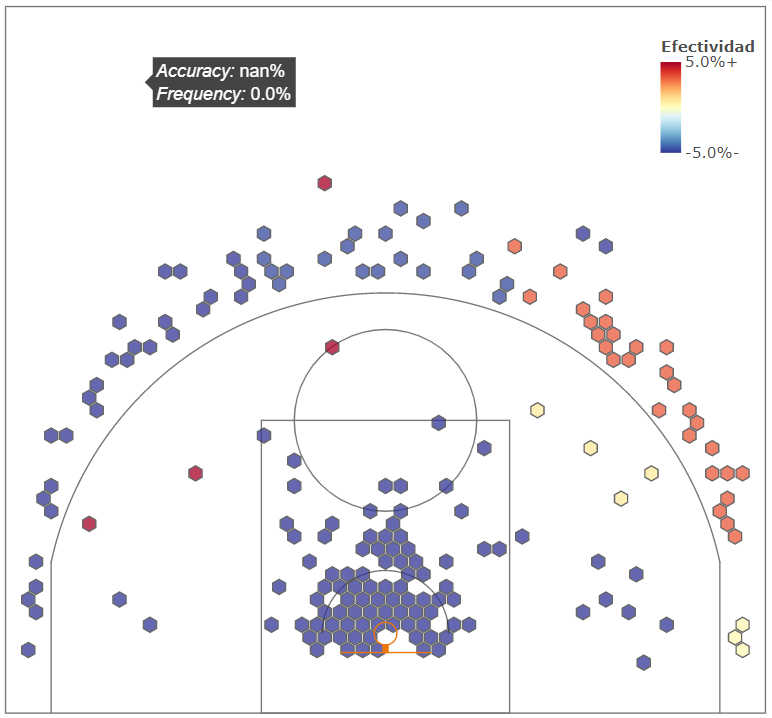 Efectividad
5.0%+
Accuracy: nan%
Frequency: 0.0%
-5.0%-